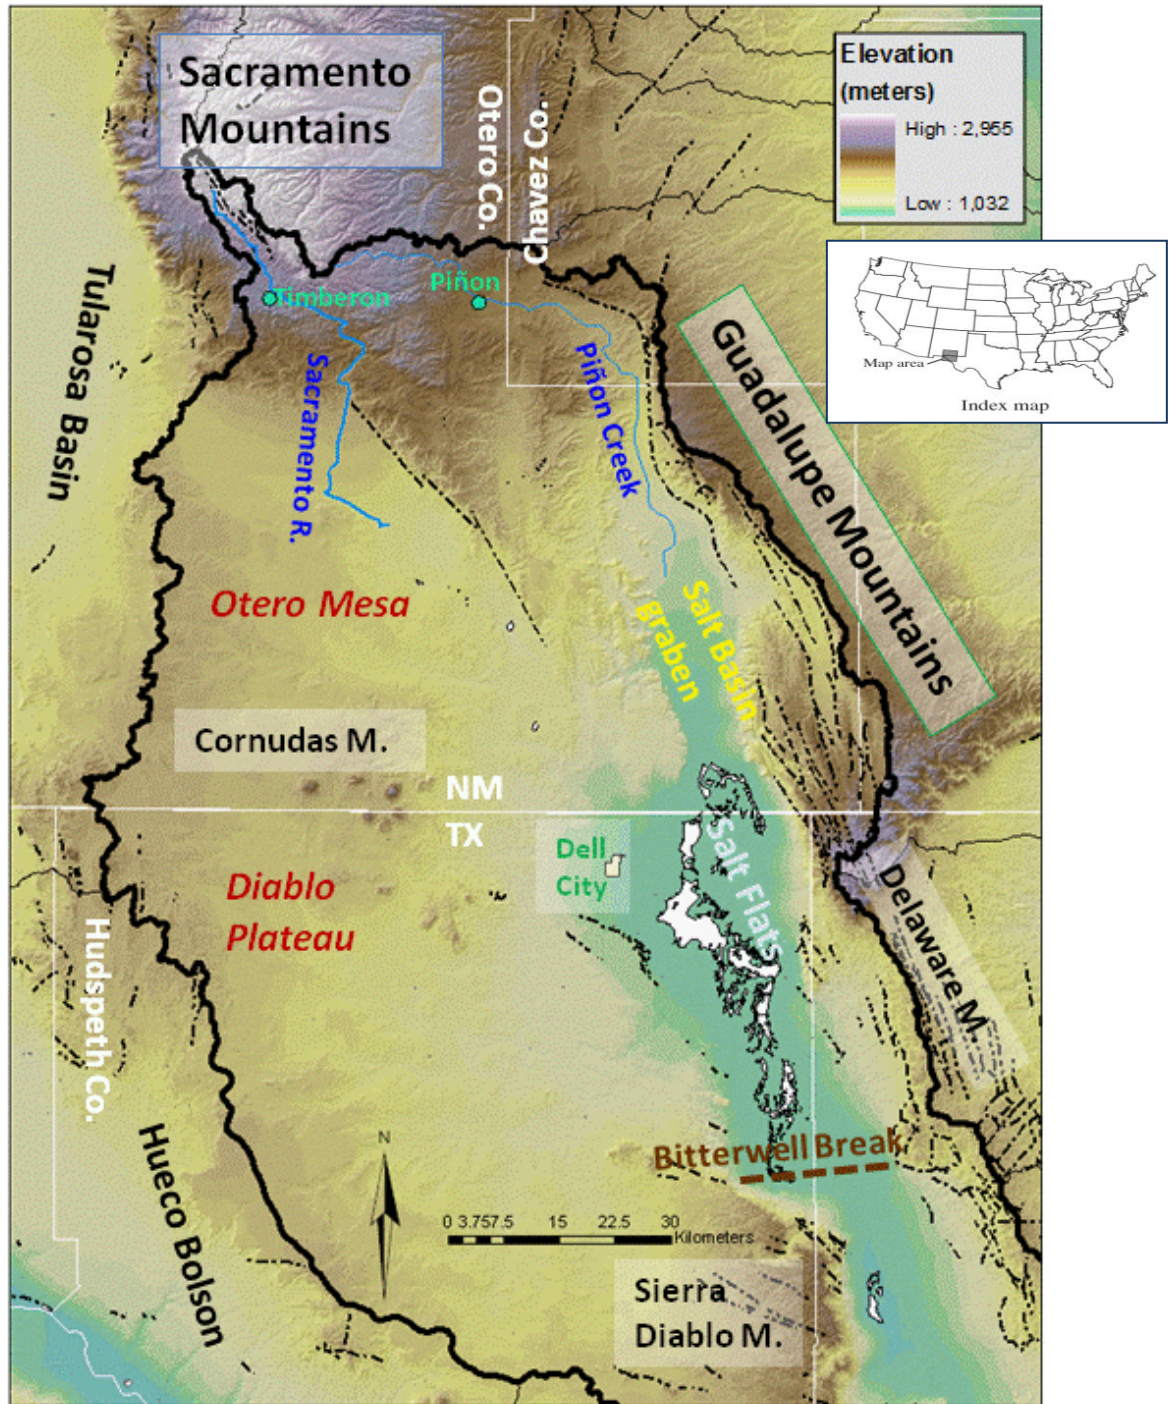 Sacramento
Mountains
Otero Co.
Chavez Co.
Elevation
(meters)
High : 2,955
Low : 1,032
Map area
Index map
Tularosa Basin
Timberon
Piñon
Sacramento R.
Piñon Creek
Guadalupe Mountains
Otero Mesa
Salt Basin
Graben
Cornudas M.
NM
TX
Dell
City
Salt Flats
Diablo
Plateau
Delaware M.
Hudspeth Co.
Hueco Bolson
Bitterwell Break
N
0 3.757.5 15 22.5 30
Kilometers
Sierra
Diablo M.